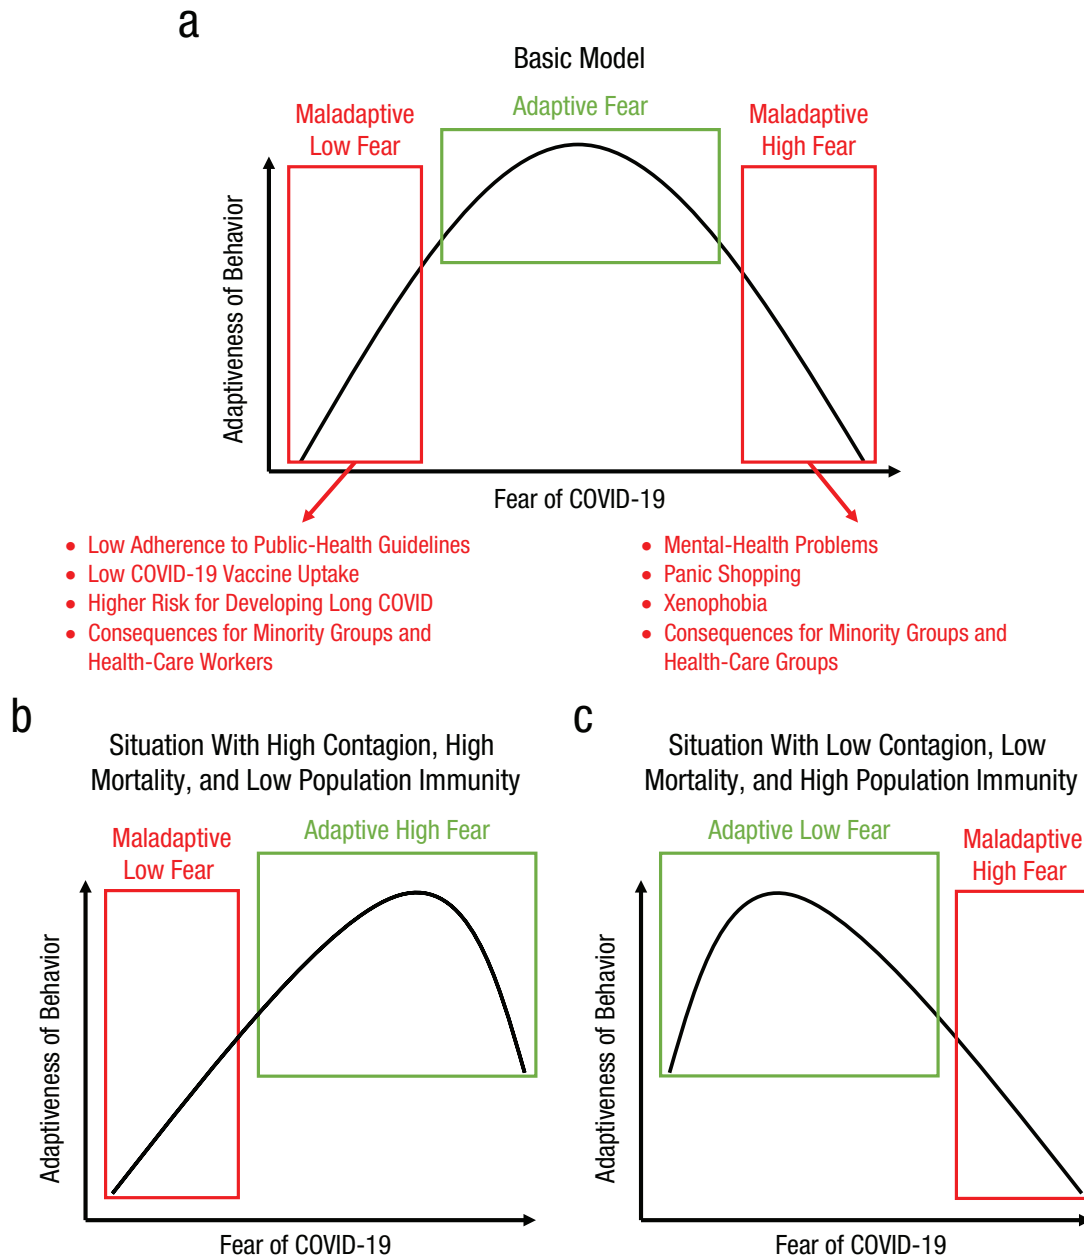 a
Basic Model
Adaptive Fear
Maladaptive
Low Fear
Maladaptive
High Fear
Adaptiveness of Behavior
Fear of COVID-19
• Low Adherence to Public-Health Guidelines
• Low COVID-19 Vaccine Uptake
• Higher Risk for Developing Long COVID
• Consequences for Minority Groups and
Health-Care Workers
• Mental-Health Problems
• Panic Shopping
• Xenophobia
• Consequences for Minority Groups and
Health-Care Groups
b
Situation With High Contagion, High
Mortality, and Low Population Immunity
Maladaptive
Low Fear
Adaptive High Fear
Adaptiveness of Behavior
Fear of COVID-19
c
Situation With Low Contagion, Low
Mortality, and High Population Immunity
Adaptive Low Fear
Maladaptive
High Fear
Adaptiveness of Behavior
Fear of COVID-19